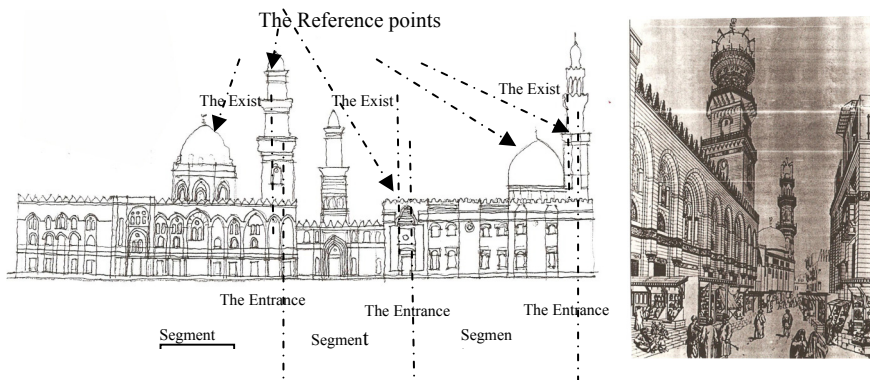 The Reference points
The Exist
The Exist
The Exist
The Entrance
The Entrance
The Entrance
Segment
Segment
Segmen